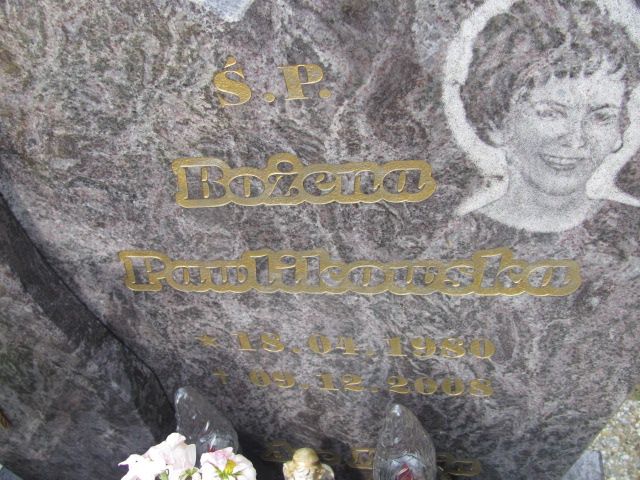 Ś.P.
Bożena
Pawlikowska
* 18.04.1980
+ 09.12.2008